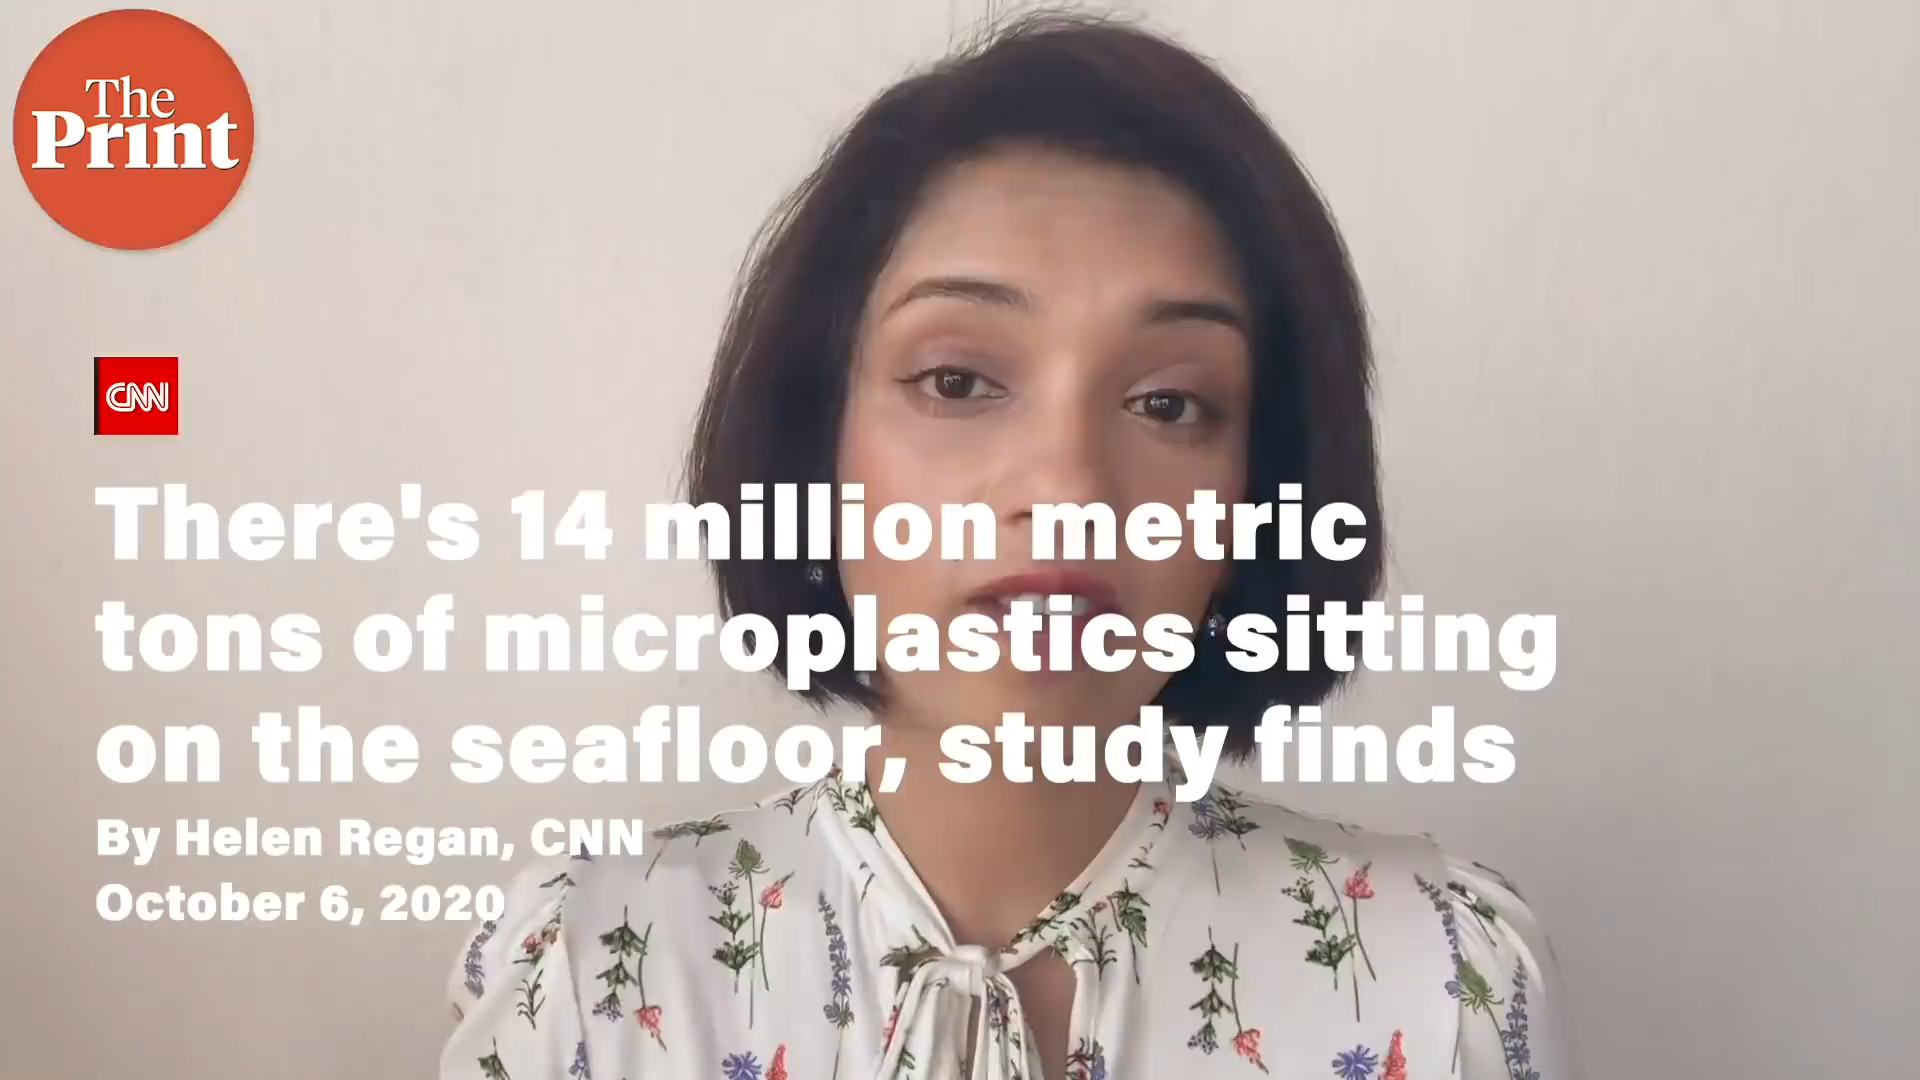 The
Print
CNN
There's 14 million metric
tons of microplastics sitting
on the seafloor, study finds
By Helen Regan, CNN
October 6, 2020